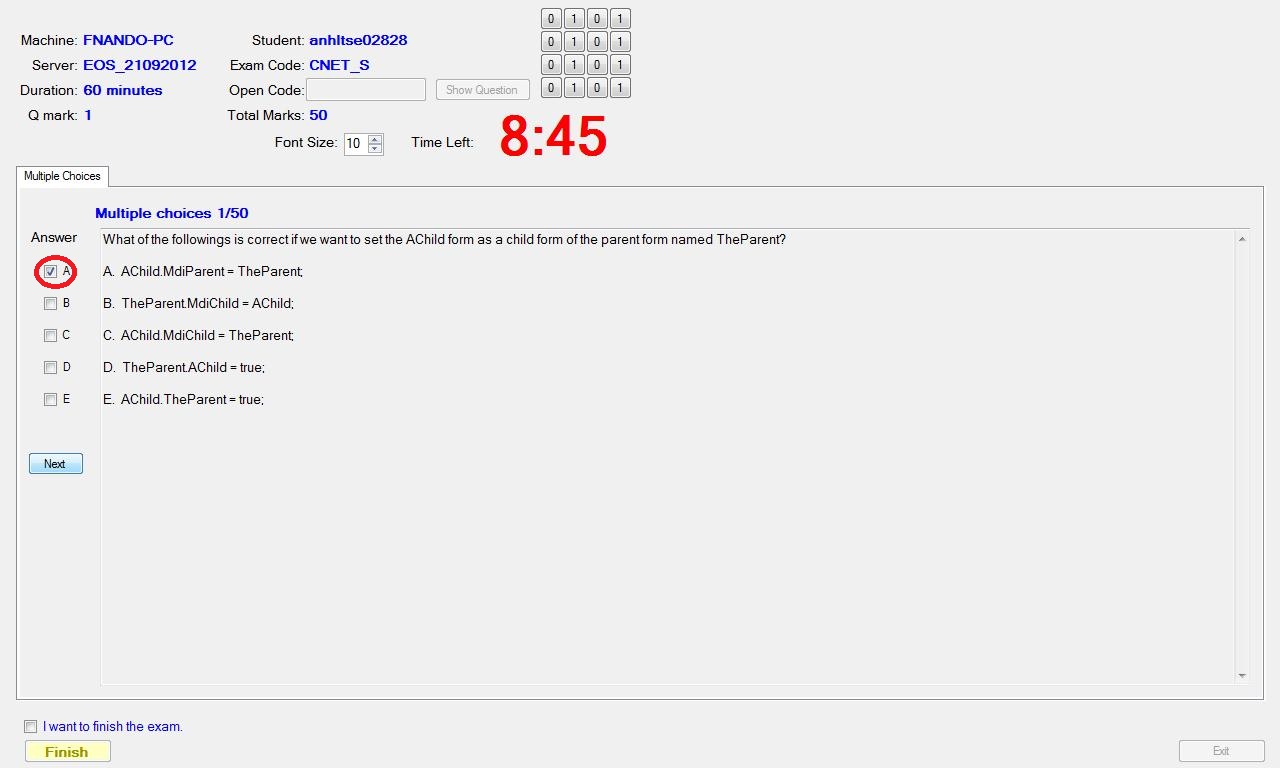 0 1 0 1
Machine: FNANDO-PC Student: anhltse02828 0 1 0 1
Server: EOS_21092012 Exam Code: CNET_S 0 1 0 1
Duration: 60 minutes Open Code: Show Question 0 1 0 1
Q mark: 1 Total Marks: 50
Font Size: 10 Time Left: 8:45
Multiple Choices
Multiple choices 1/50
Answer What of the followings is correct if we want to set the AChild form as a child form of the parent form named TheParent?
A A. AChild.MdiParent = TheParent;
B B. TheParent.MdiChild = AChild;
C C. AChild.MdiChild = TheParent;
D D. TheParent.AChild = true;
E E. AChild.TheParent = true;
Next
I want to finish the exam.
Finish Exit